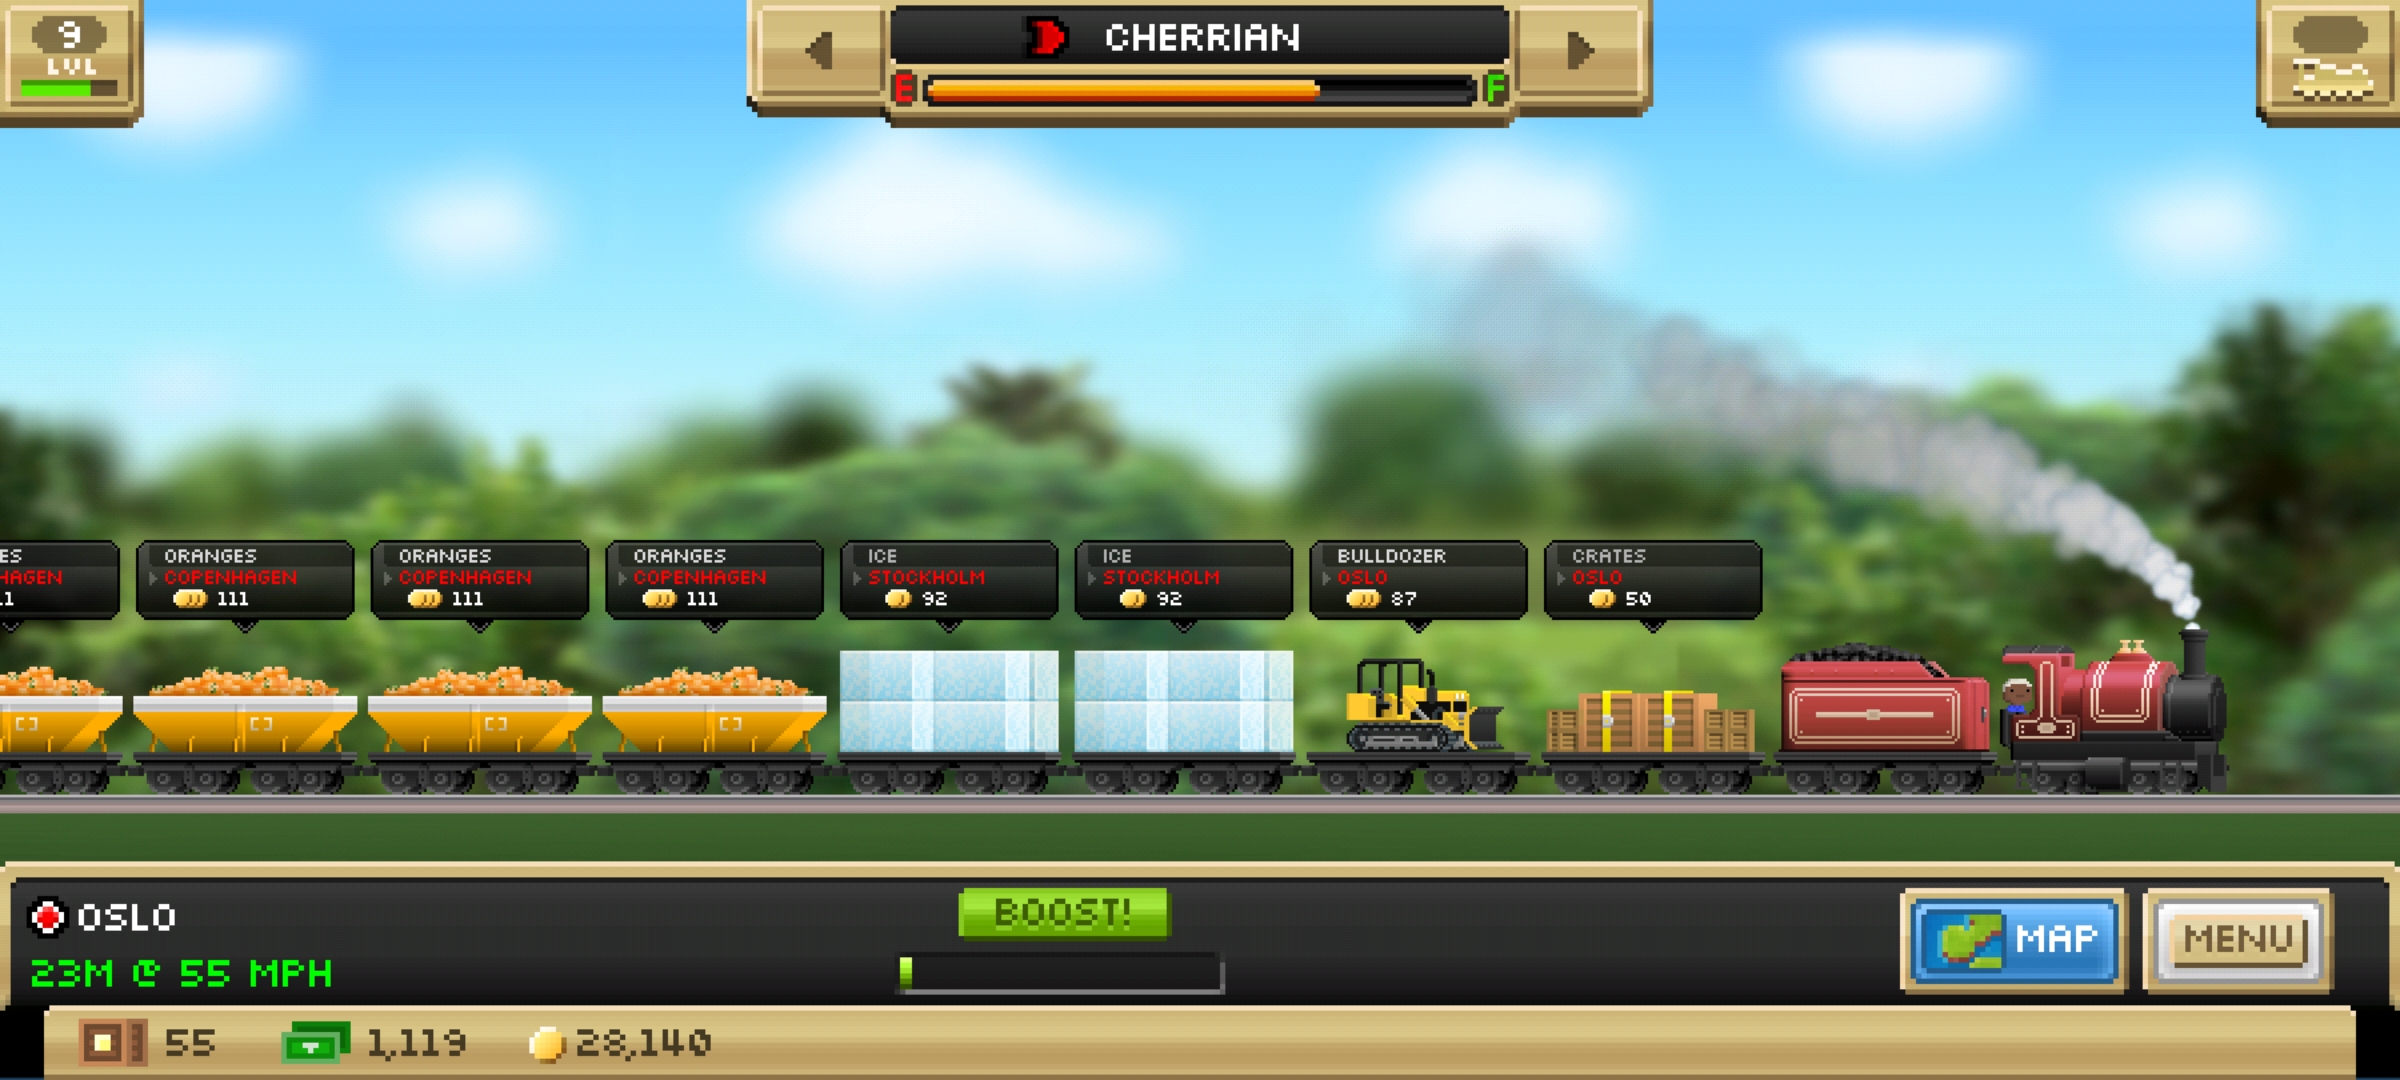 9
LVL
CHERRIAN
E F
ORANGES
COPENHAGEN
111
ORANGES
COPENHAGEN
111
ORANGES
COPENHAGEN
111
ICE
STOCKHOLM
92
ICE
STOCKHOLM
92
BULLDOZER
OSLO
87
CRATES
OSLO
50
OSLO
23M @ 55 MPH
BOOST!
MAP
MENU
55 1,119 28,140